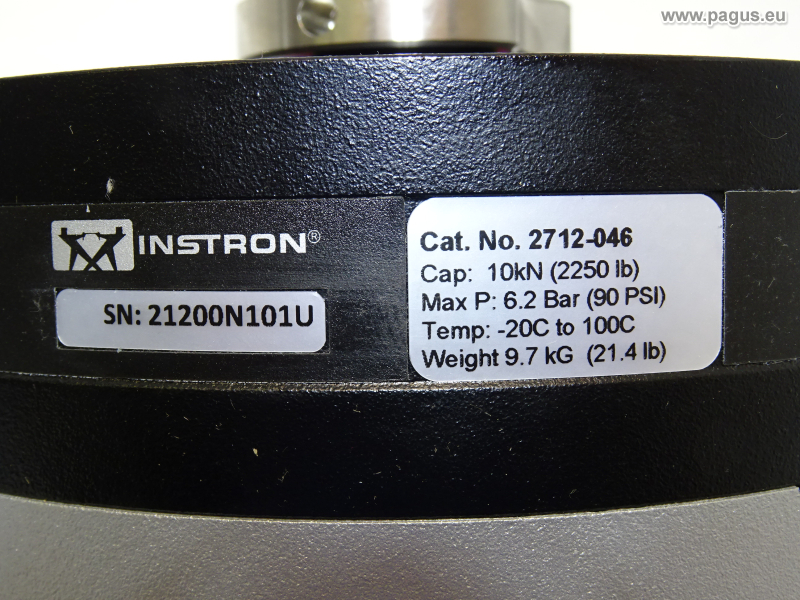 www.pagus.eu
INSTRON®
SN: 21200N101U
Cat. No. 2712-046
Cap: 10kN (2250 lb)
Max P: 6.2 Bar (90 PSI)
Temp: -20C to 100C
Weight 9.7 kG (21.4 lb)